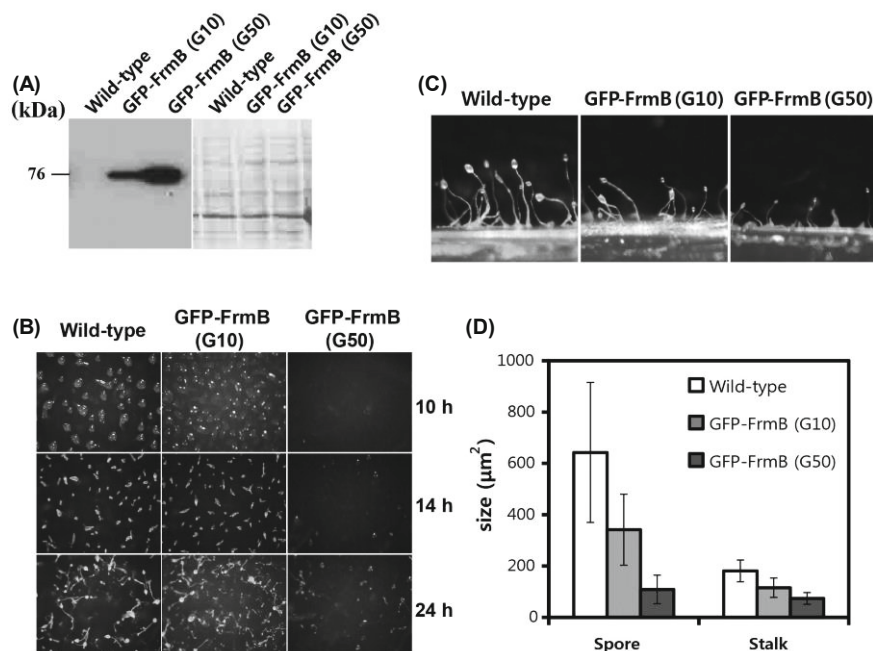 (A)
(kDa)
Wild-type
GFP-FrmB (G10)
GFP-FrmB (G50)
Wild-type
GFP-FrmB (G10)
GFP-FrmB (G50)
76
(B)
Wild-type
GFP-FrmB
(G10)
GFP-FrmB
(G50)
10 h
14 h
24 h
(C)
Wild-type
GFP-FrmB (G10)
GFP-FrmB (G50)
(D)
size (μm²)
1000
800
600
400
200
0
Wild-type
GFP-FrmB (G10)
GFP-FrmB (G50)
Spore
Stalk